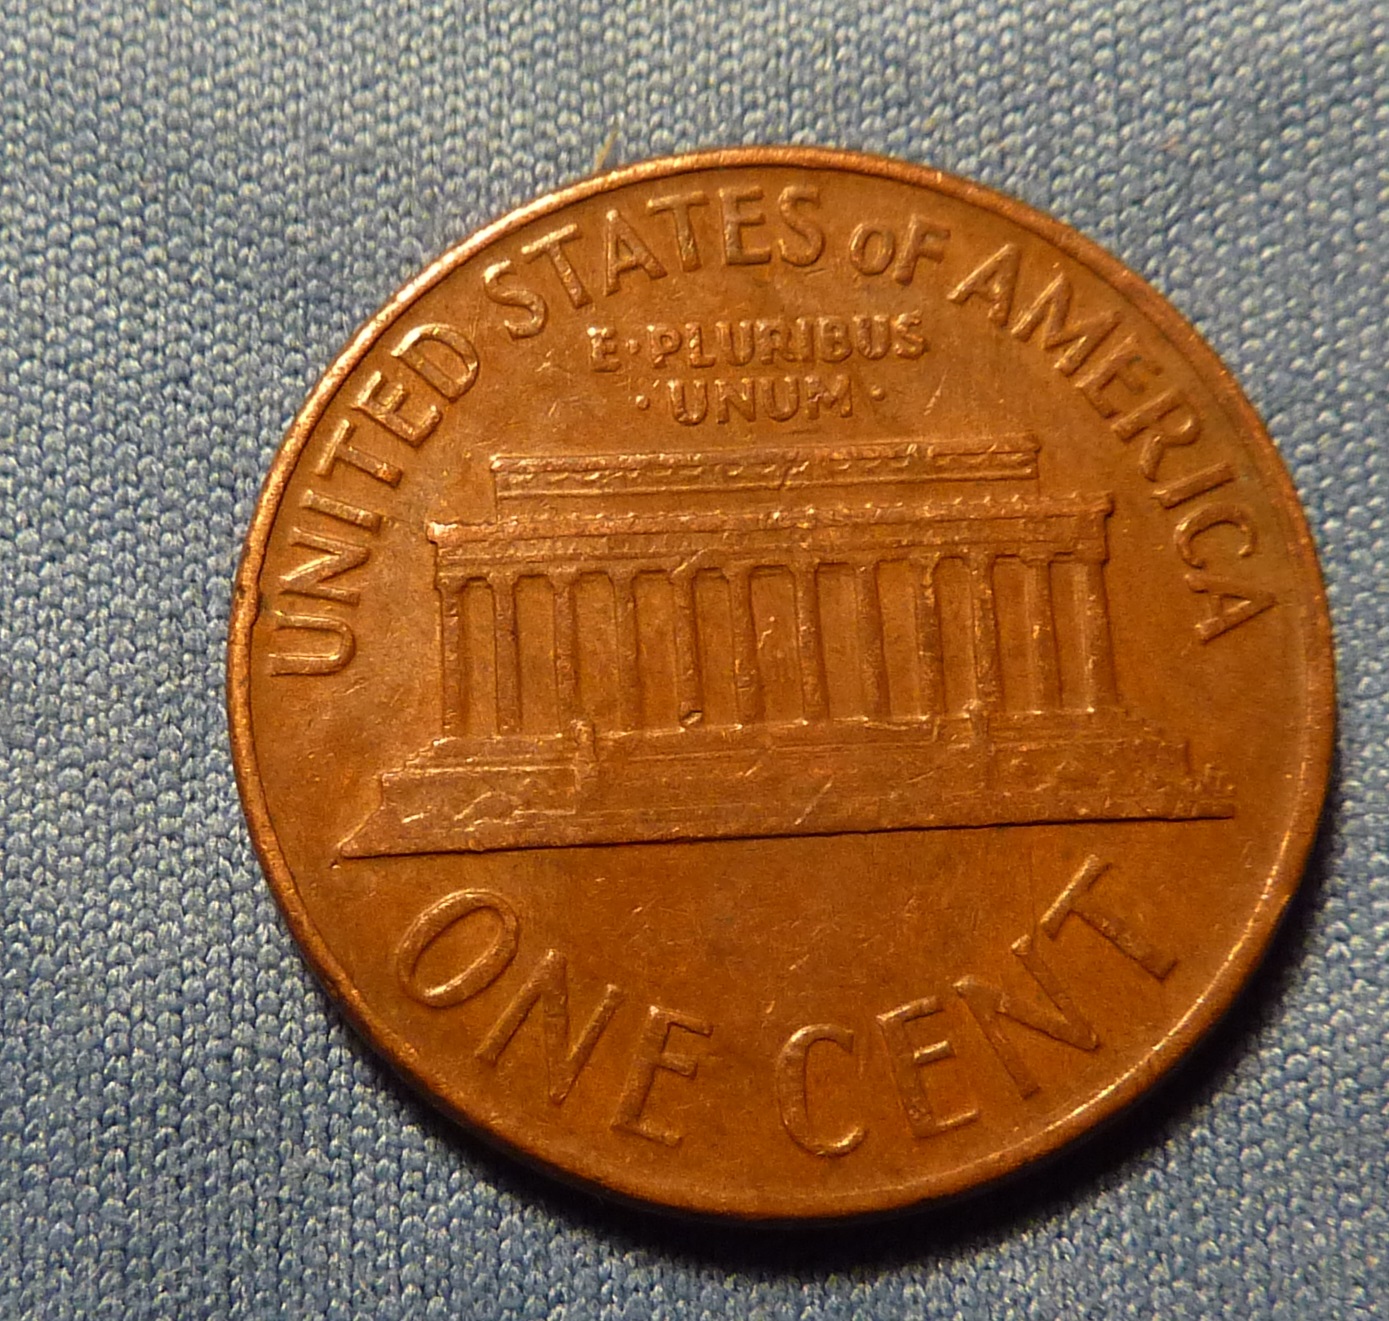 UNITED STATES OF AMERICA
E·PLURIBUS
·UNUM·
ONE CENT